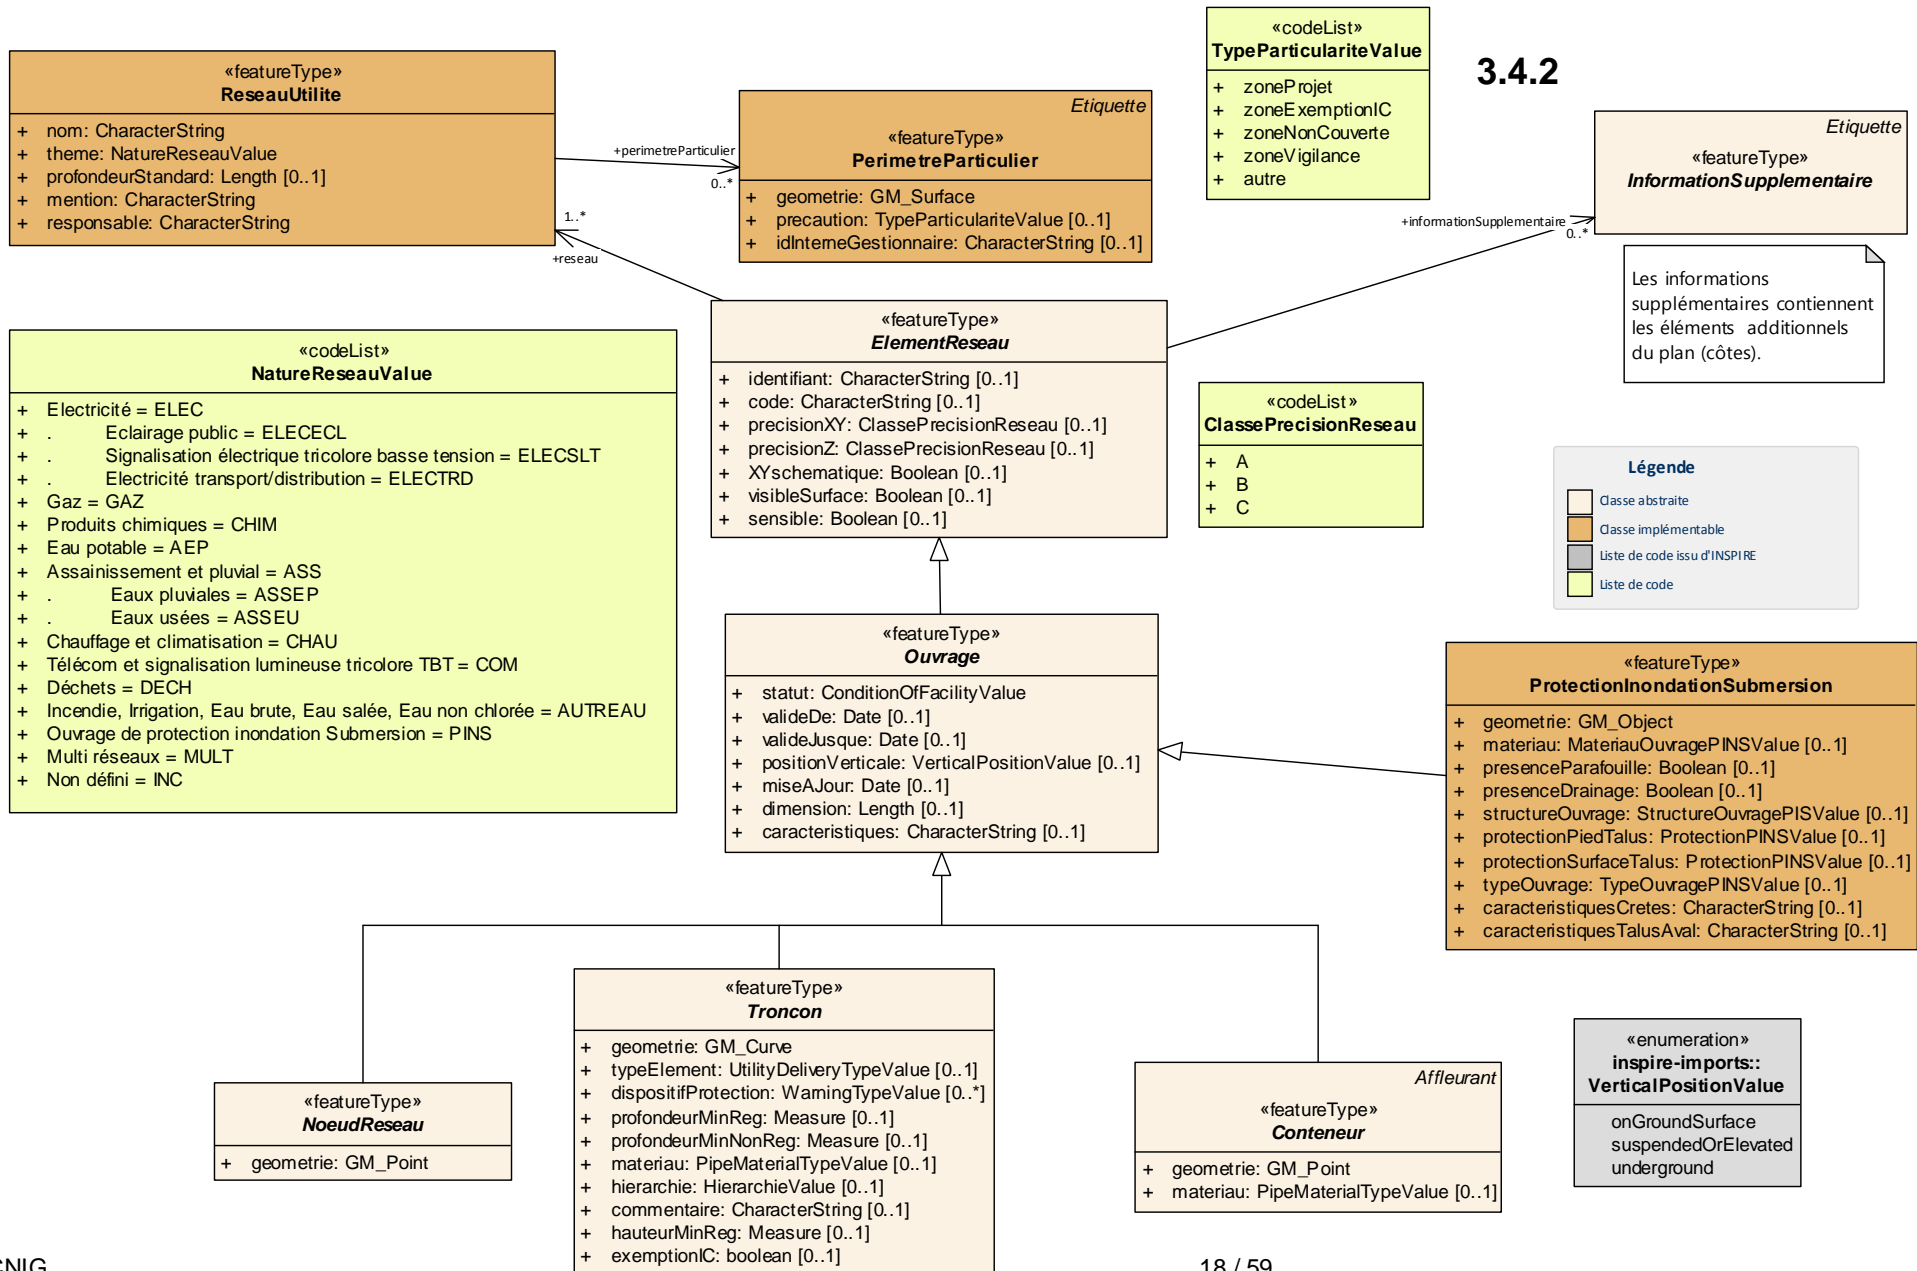 «featureType»
ReseauUtilite
+ nom: CharacterString
+ theme: NatureReseauValue
+ profondeurStandard: Length [0..1]
+ mention: CharacterString
+ responsable: CharacterString
+perimetreParticulier
0..*
Etiquette
«featureType»
PerimetreParticulier
+ geometrie: GM_Surface
+ precaution: TypeParticulariteValue [0..1]
+ idInterneGestionnaire: CharacterString [0..1]
«codeList»
TypeParticulariteValue
+ zoneProjet
+ zoneExemptionIC
+ zoneNonCouverte
+ zoneVigilance
+ autre
3.4.2
Etiquette
«featureType»
InformationSupplementaire
+informationSupplementaire
0..*
Les informations
supplémentaires contiennent
les éléments additionnels
du plan (côtes).
1..*
+reseau
«featureType»
ElementReseau
+ identifiant: CharacterString [0..1]
+ code: CharacterString [0..1]
+ precisionXY: ClassePrecisionReseau [0..1]
+ precisionZ: ClassePrecisionReseau [0..1]
+ XYschematique: Boolean [0..1]
+ visibleSurface: Boolean [0..1]
+ sensible: Boolean [0..1]
«codeList»
NatureReseauValue
+ Electricité = ELEC
+ . Eclairage public = ELECECL
+ . Signalisation électrique tricolore basse tension = ELECSLT
+ . Electricité transport/distribution = ELECTRD
+ Gaz = GAZ
+ Produits chimiques = CHIM
+ Eau potable = AEP
+ Assainissement et pluvial = ASS
+ . Eaux pluviales = ASSEP
+ . Eaux usées = ASSEU
+ Chauffage et climatisation = CHAU
+ Télécom et signalisation lumineuse tricolore TBT = COM
+ Déchets = DECH
+ Incendie, Irrigation, Eau brute, Eau salée, Eau non chlorée = AUTREAU
+ Ouvrage de protection inondation Submersion = PINS
+ Multi réseaux = MULT
+ Non défini = INC
«codeList»
ClassePrecisionReseau
+ A
+ B
+ C
Légende
Classe abstraite
Classe implémentable
Liste de code issu d'INSPIRE
Liste de code
«featureType»
Ouvrage
+ statut: ConditionOfFacilityValue
+ valideDe: Date [0..1]
+ valideJusque: Date [0..1]
+ positionVerticale: VerticalPositionValue [0..1]
+ miseAJour: Date [0..1]
+ dimension: Length [0..1]
+ caracteristiques: CharacterString [0..1]
«featureType»
ProtectionInondationSubmersion
+ geometrie: GM_Object
+ materiau: MateriauOuvragePINSValue [0..1]
+ presenceParafouille: Boolean [0..1]
+ presenceDrainage: Boolean [0..1]
+ structureOuvrage: StructureOuvragePISValue [0..1]
+ protectionPiedTalus: ProtectionPINSValue [0..1]
+ protectionSurfaceTalus: ProtectionPINSValue [0..1]
+ typeOuvrage: TypeOuvragePINSValue [0..1]
+ caracteristiquesCretes: CharacterString [0..1]
+ caracteristiquesTalusAval: CharacterString [0..1]
«featureType»
NoeudReseau
+ geometrie: GM_Point
«featureType»
Troncon
+ geometrie: GM_Curve
+ typeElement: UtilityDeliveryTypeValue [0..1]
+ dispositifProtection: WarningTypeValue [0..*]
+ profondeurMinReg: Measure [0..1]
+ profondeurMinNonReg: Measure [0..1]
+ materiau: PipeMaterialTypeValue [0..1]
+ hierarchie: HierarchieValue [0..1]
+ commentaire: CharacterString [0..1]
+ hauteurMinReg: Measure [0..1]
+ exemptionIC: boolean [0..1]
Affleurant
«featureType»
Conteneur
+ geometrie: GM_Point
+ materiau: PipeMaterialTypeValue [0..1]
«enumeration»
inspire-imports::
VerticalPositionValue
onGroundSurface
suspendedOrElevated
underground
CNIG
18 / 59